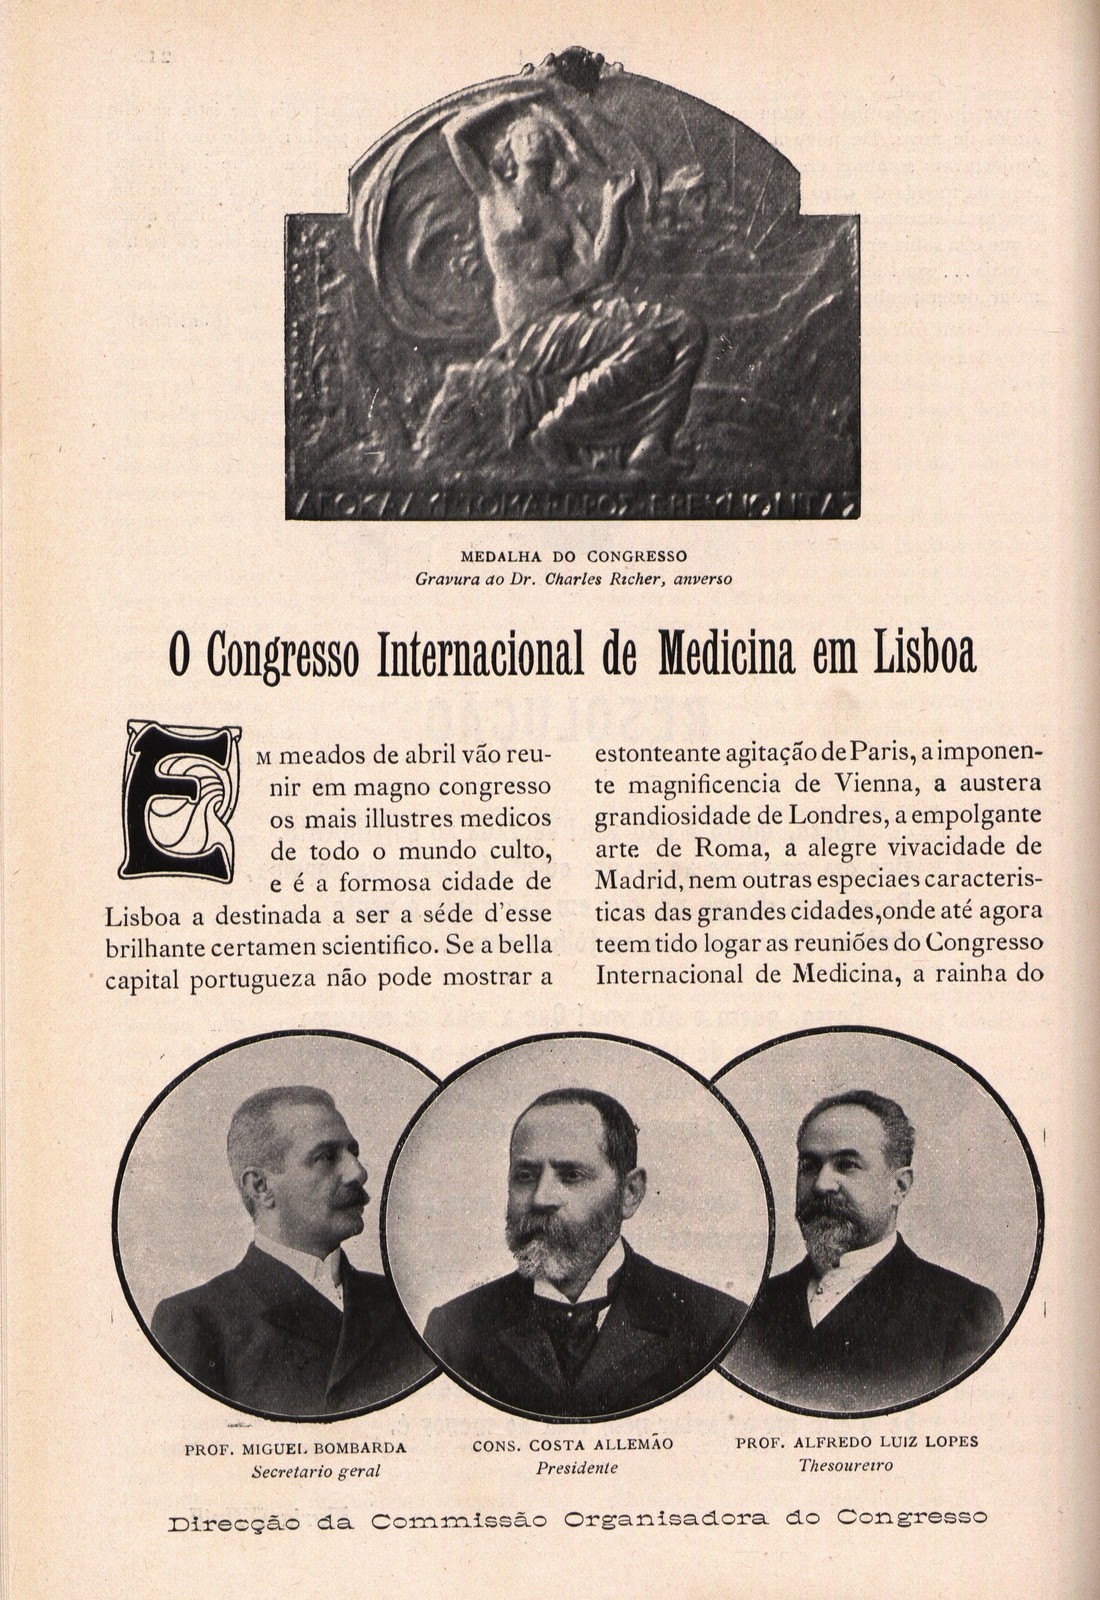 MEDALHA DO CONGRESSO
Gravura do Dr. Charles Richer, anverso
O Congresso Internacional de Medicina em Lisboa
EM meados de abril vão reu-
nir em magno congresso
os mais illustres medicos
de todo o mundo culto,
e é a formosa cidade de
Lisboa a destinada a ser a séde d'esse
brilhante certamen scientifico. Se a bella
capital portugueza não pode mostrar a
estonteante agitação de Paris, a imponen-
te magnificencia de Vienna, a austera
grandiosidade de Londres, a empolgante
arte de Roma, a alegre vivacidade de
Madrid, nem outras especiaes caracteris-
ticas das grandes cidades, onde até agora
teem tido logar as reuniões do Congresso
Internacional de Medicina, a rainha do
PROF. MIGUEL BOMBARDA
Secretario geral
CONS. COSTA ALLEMÃO
Presidente
PROF. ALFREDO LUIZ LOPES
Thesoureiro
Direcção da Commissão Organisadora do Congresso